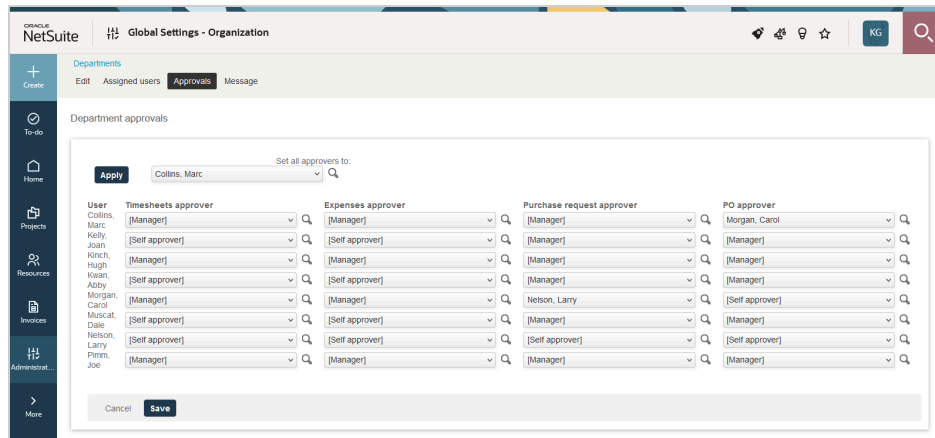 ORACLE
NetSuite
Global Settings - Organization
KG
Create
To-do
Home
Projects
Resources
Invoices
Administrat...
More
Departments
Edit Assigned users Approvals Message
Department approvals
Set all approvers to:
Apply Collins, Marc
User Timesheets approver Expenses approver Purchase request approver PO approver
Collins, Marc [Manager] [Manager] [Manager] Morgan, Carol
Kelly, Joan [Self approver] [Self approver] [Manager] [Manager]
Kinch, Hugh [Manager] [Manager] [Manager] [Manager]
Kwan, Abby [Self approver] [Self approver] [Manager] [Manager]
Morgan, Carol [Manager] [Manager] Nelson, Larry [Self approver]
Muscat, Dale [Self approver] [Self approver] [Manager] [Manager]
Nelson, Larry [Self approver] [Self approver] [Self approver] [Self approver]
Pimm, Joe [Manager] [Manager] [Manager] [Manager]
Cancel Save